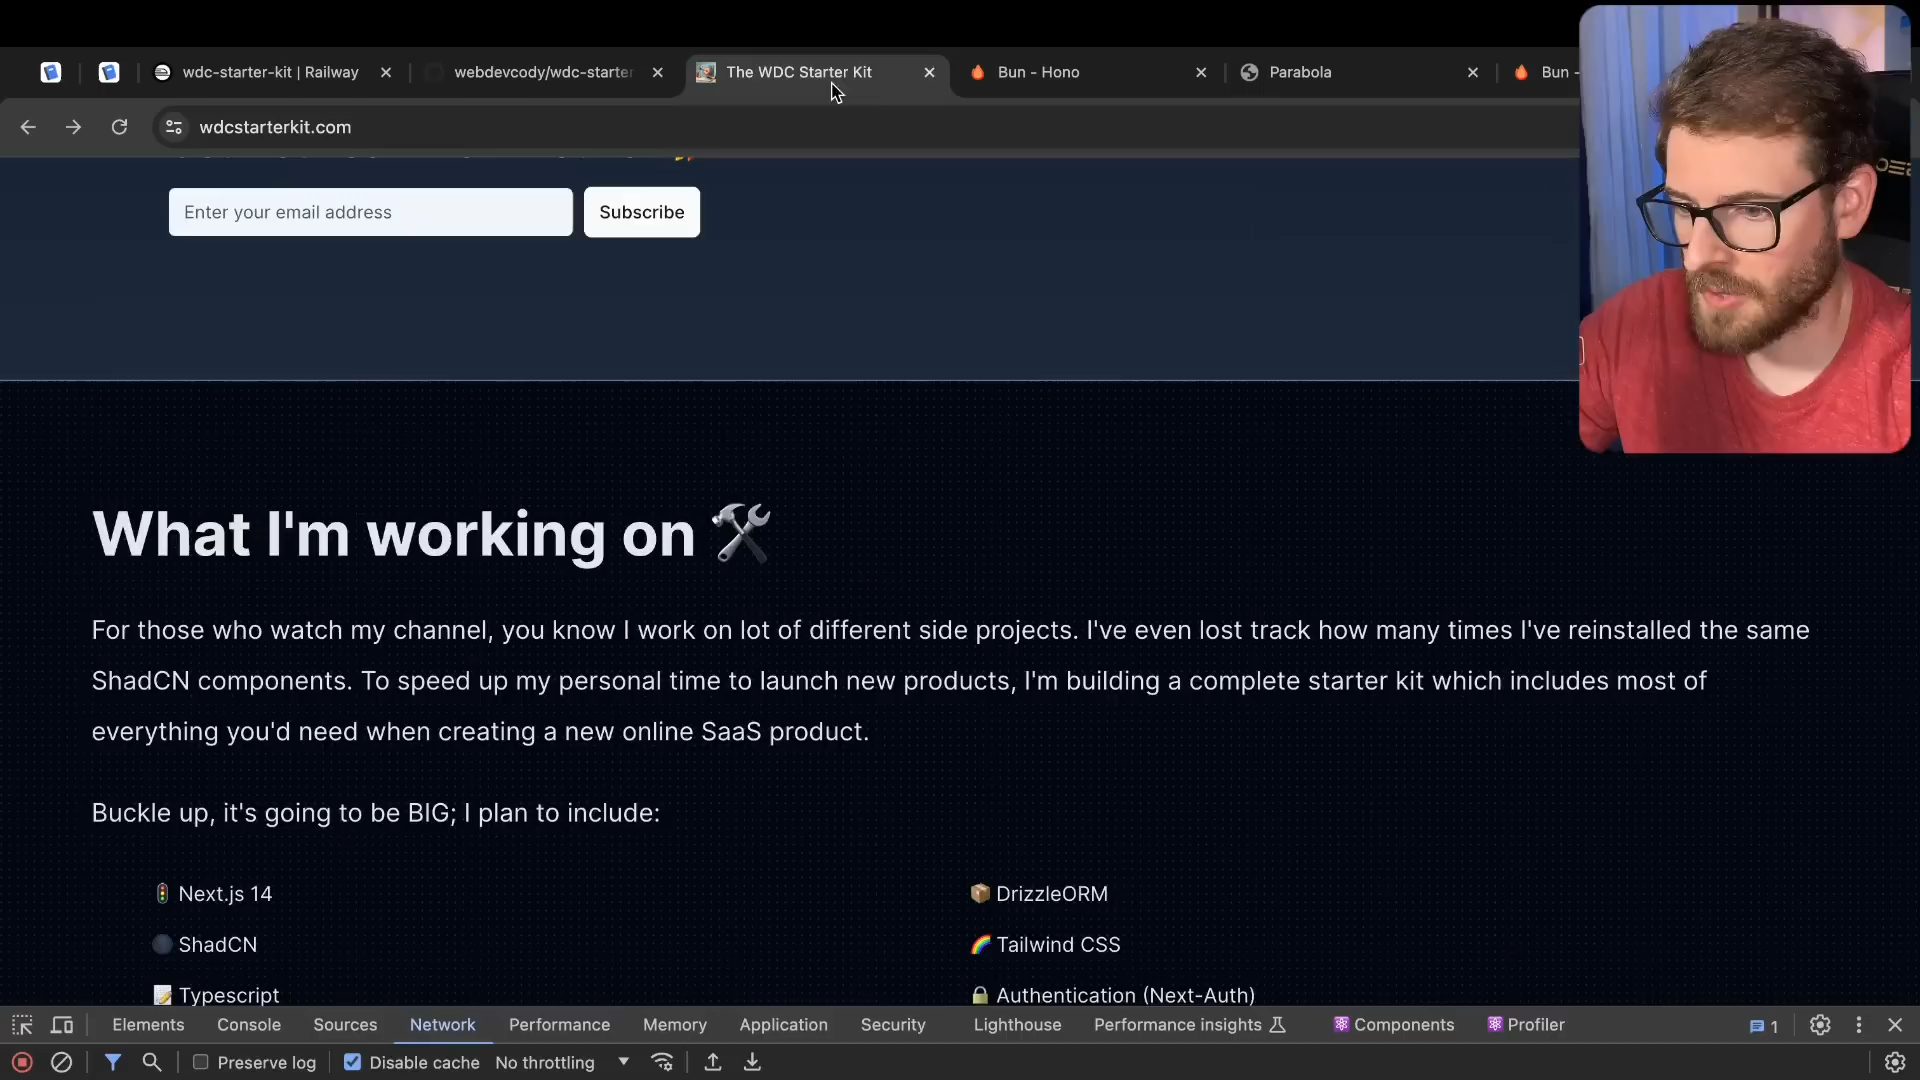 wdc-starter-kit | Railway
webdevcody/wdc-starter
The WDC Starter Kit
Bun - Hono
Parabola
Bun -
wdcstarterkit.com
Enter your email address
Subscribe
What I'm working on
For those who watch my channel, you know I work on lot of different side projects. I've even lost track how many times I've reinstalled the same
ShadCN components. To speed up my personal time to launch new products, I'm building a complete starter kit which includes most of
everything you'd need when creating a new online SaaS product.
Buckle up, it's going to be BIG; I plan to include:
Next.js 14
DrizzleORM
ShadCN
Tailwind CSS
Typescript
Authentication (Next-Auth)
Elements Console Sources Network Performance Memory Application Security Lighthouse Performance insights Components Profiler 1
Preserve log Disable cache No throttling